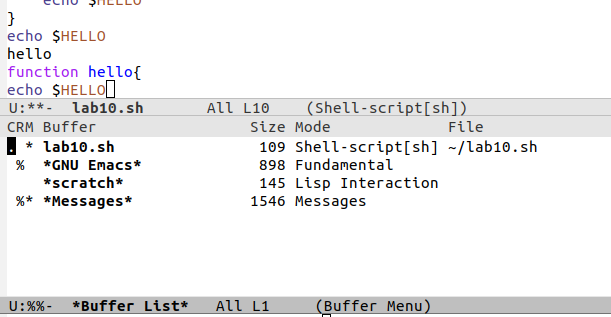 echo $HELLO
}
echo $HELLO
hello
function hello{
echo $HELLO
U:**-  lab10.sh       All L10    (Shell-script[sh])
CRM Buffer                Size Mode              File
. * lab10.sh               109 Shell-script[sh] ~/lab10.sh
 %  *GNU Emacs*            898 Fundamental
    *scratch*              145 Lisp Interaction
 %* *Messages*            1546 Messages
U:%%-  *Buffer List*   All L1     (Buffer Menu)